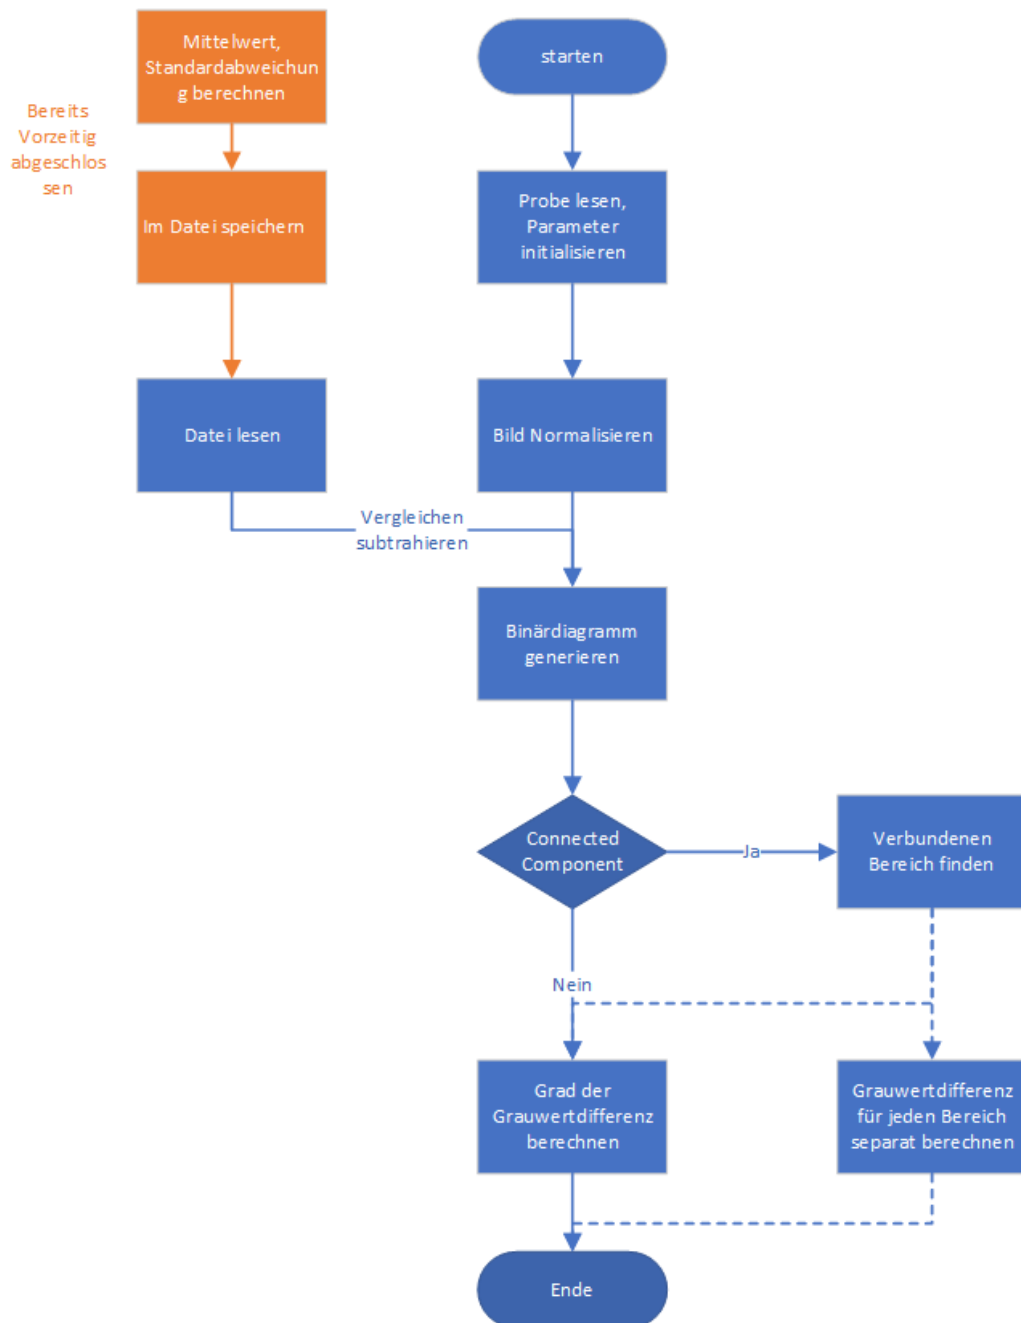 Mittelwert,
Standardabweichun
g berechnen
starten
Bereits
Vorzeitig
abgeschlos
sen
Im Datei speichern
Probe lesen,
Parameter
initialisieren
Datei lesen
Bild Normalisieren
Vergleichen
subtrahieren
Binärdiagramm
generieren
Connected
Component
Ja
Verbundenen
Bereich finden
Nein
Grad der
Grauwertdifferenz
berechnen
Grauwertdifferenz
für jeden Bereich
separat berechnen
Ende